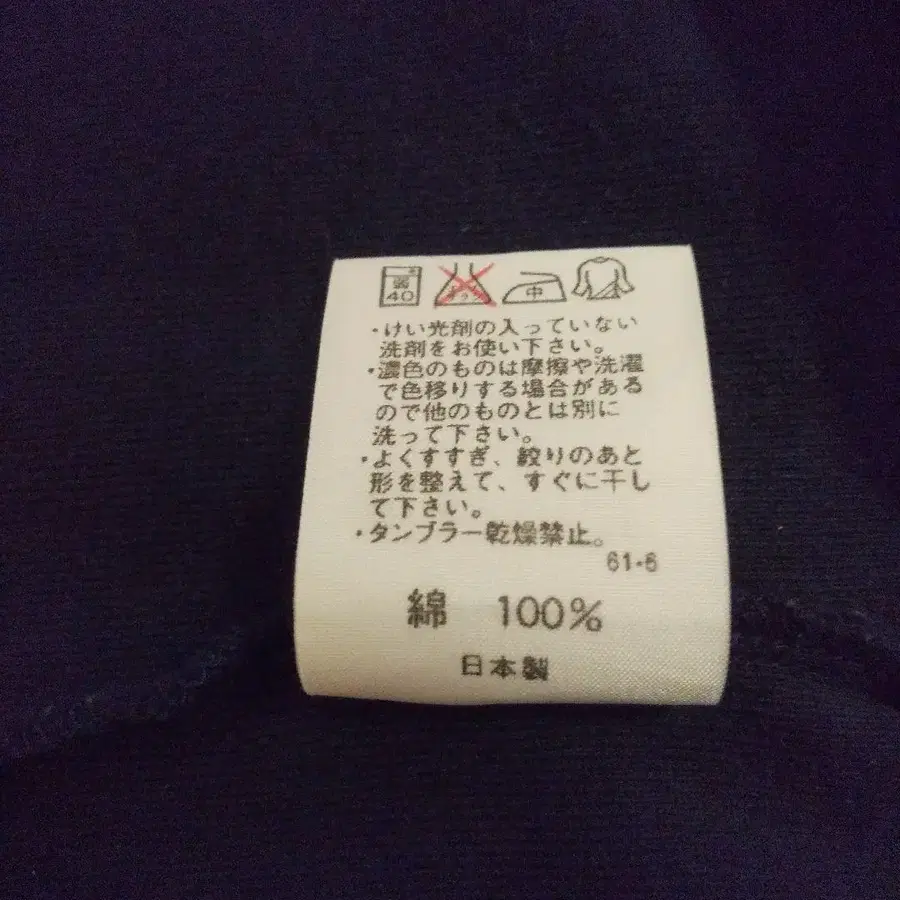 弱 40 中
・けい光剤の入っていない
洗剤をお使い下さい。
・濃色のものは摩擦や洗濯
で色移りする場合がある
ので他のものとは別に
洗って下さい。
・よくすすぎ、絞りのあと
形を整えて、すぐに干し
て下さい。
・タンブラー乾燥禁止。
61-6
綿 100%
日本製